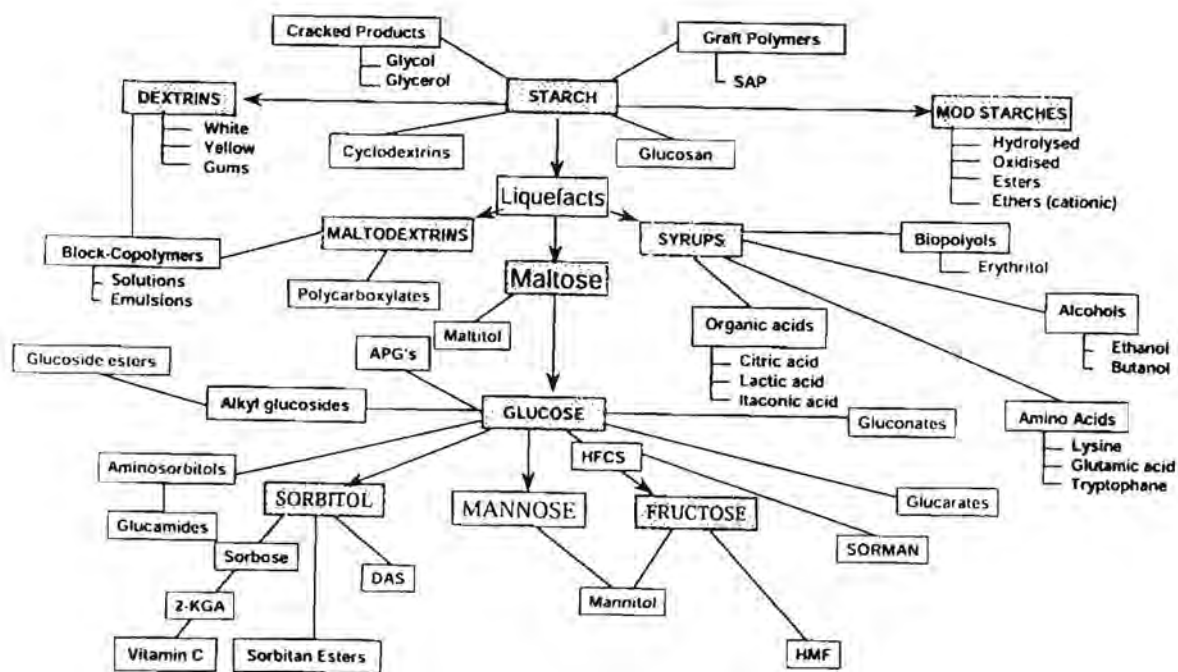 Cracked Products
Glycol
Glycerol
Graft Polymers
SAP
DEXTRINS
White
Yellow
Gums
STARCH
MOD STARCHES
Hydrolysed
Oxidised
Esters
Ethers (cationic)
Cyclodextrins
Glucosan
Liquefacts
MALTODEXTRINS
SYRUPS
Biopolyols
Erythritol
Block-Copolymers
Solutions
Emulsions
Maltose
Polycarboxylates
Maltitol
Organic acids
Citric acid
Lactic acid
Itaconic acid
Alcohols
Ethanol
Butanol
APG's
Glucoside esters
Alkyl glucosides
GLUCOSE
Gluconates
Amino Acids
Lysine
Glutamic acid
Tryptophane
Aminosorbitols
HFCS
Glucamides
SORBITOL
MANNOSE
FRUCTOSE
Glucarates
Sorbose
DAS
SORMAN
2-KGA
Mannitol
Vitamin C
Sorbitan Esters
HMF